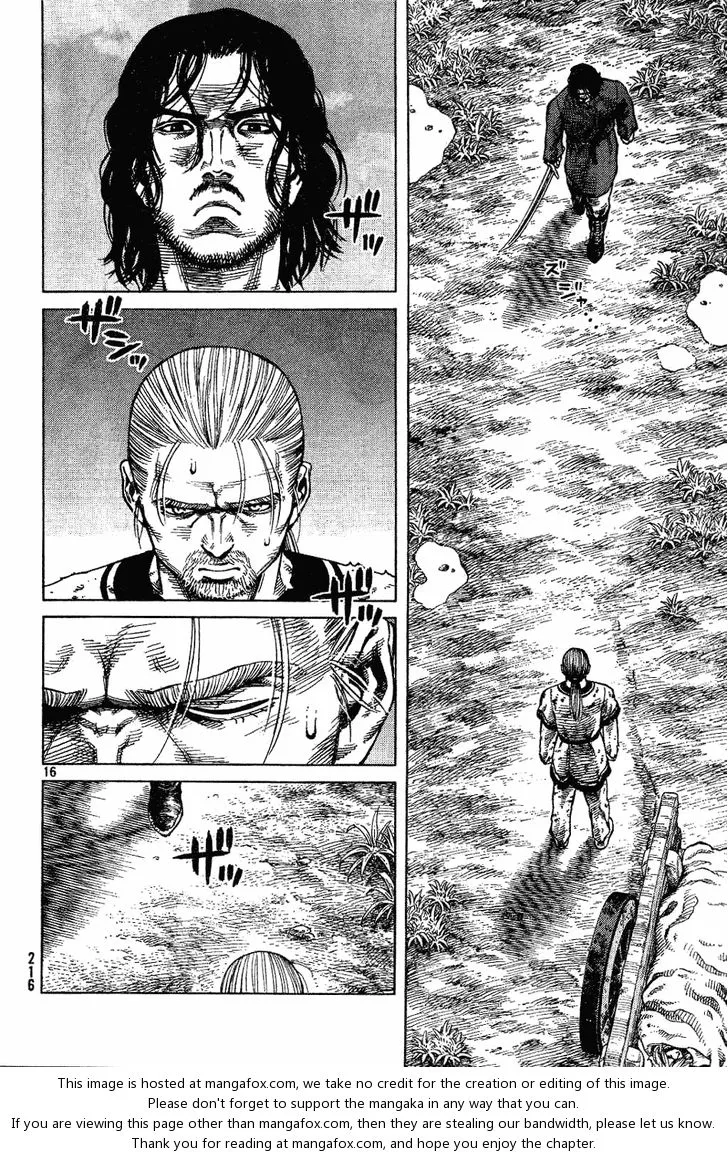 ズ
ジャ...
ザッ
ザシッ
ザッ
16
ザッ
216
This image is hosted at mangafox.com, we take no credit for the creation or editing of this image.
Please don't forget to support the mangaka in any way that you can.
If you are viewing this page other than mangafox.com, then they are stealing our bandwidth, please let us know.
Thank you for reading at mangafox.com, and hope you enjoy the chapter.